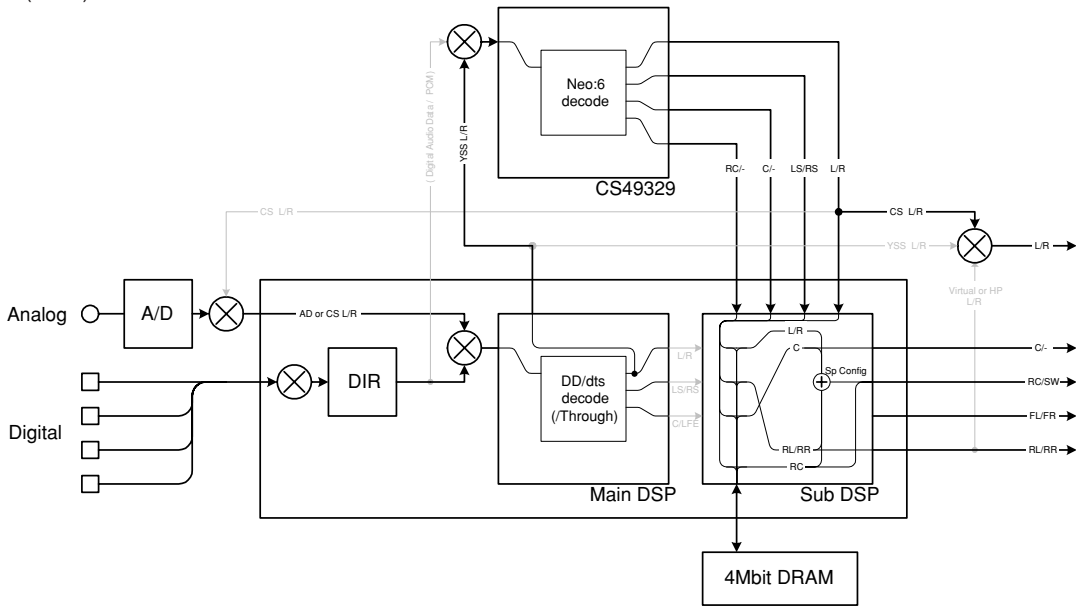 Neo:6
decode
CS49329
( Digital Audio Data / PCM )
YSS L/R
RC/-
C/-
LS/RS
L/R
CS L/R
CS L/R
YSS L/R
L/R
Virtual or HP
L/R
Analog
A/D
AD or CS L/R
DIR
DD/dts
decode
(/Through)
Main DSP
L/R
LS/RS
C/LFE
L/R
C
Sp Config
RL/RR
RC
Sub DSP
C/-
RC/SW
FL/FR
RL/RR
Digital
4Mbit DRAM